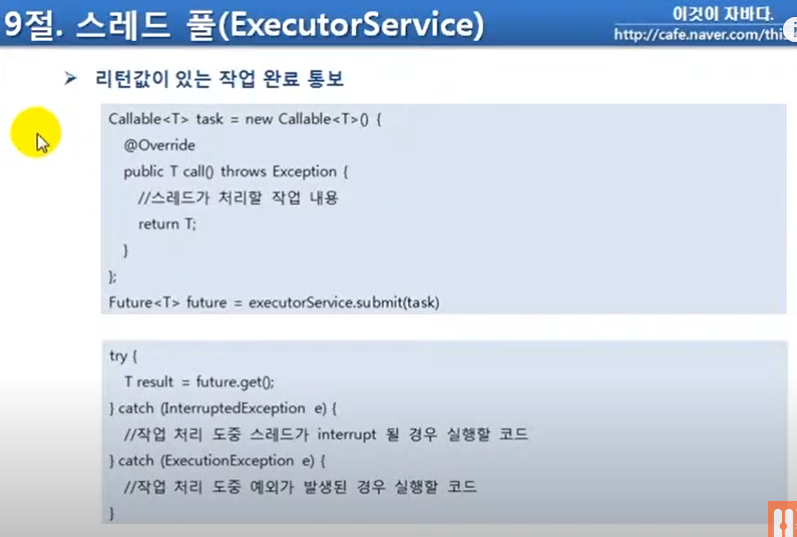 9절. 스레드 풀(ExecutorService)
이것이 자바다.
http://cafe.naver.com/this
➢ 리턴값이 있는 작업 완료 통보
Callable<T> task = new Callable<T>() {
@Override
public T call() throws Exception {
//스레드가 처리할 작업 내용
return T;
}
};
Future<T> future = executorService.submit(task)
try {
T result = future.get();
} catch (InterruptedException e) {
//작업 처리 도중 스레드가 interrupt 될 경우 실행할 코드
} catch (ExecutionException e) {
//작업 처리 도중 예외가 발생된 경우 실행할 코드
}